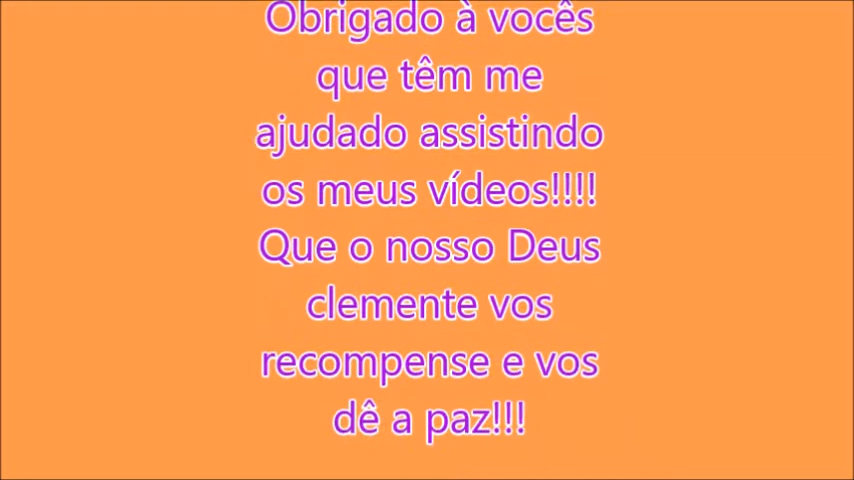 Obrigado à vocês
que têm me
ajudado assistindo
os meus vídeos!!!!
Que o nosso Deus
clemente vos
recompense e vos
dê a paz!!!